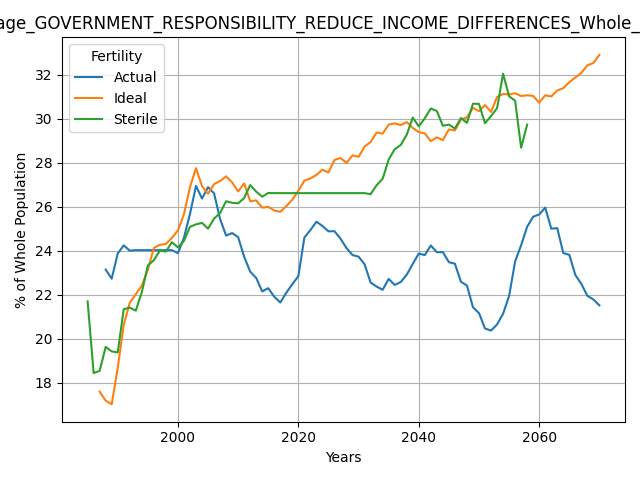 age_GOVERNMENT_RESPONSIBILITY_REDUCE_INCOME_DIFFERENCES_Whole_
Fertility
Actual
Ideal
Sterile
% of Whole Population
32
30
28
26
24
22
20
18
2000
2020
2040
2060
Years